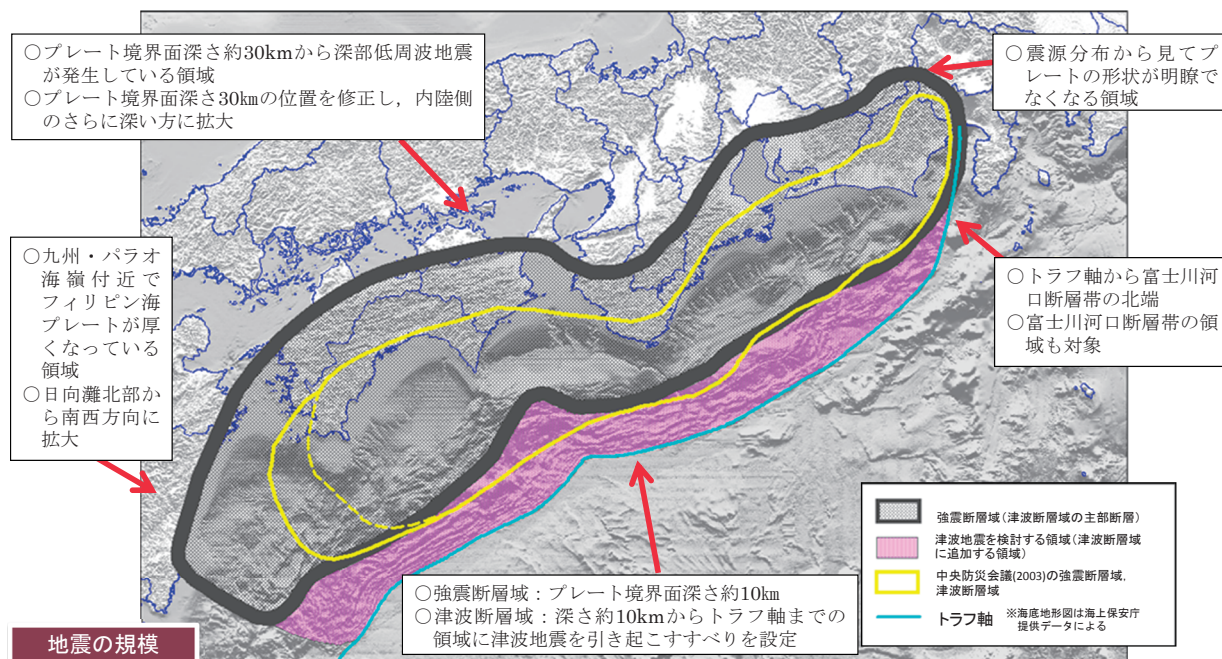 ○プレート境界面深さ約30kmから深部低周波地震
が発生している領域
○プレート境界面深さ30㎞の位置を修正し，内陸側
のさらに深い方に拡大
○震源分布から見てプ
レートの形状が明瞭で
なくなる領域
○九州・パラオ
海嶺付近で
フィリピン海
プレートが厚
くなっている
領域
○日向灘北部か
ら南西方向に
拡大
○トラフ軸から富士川河
口断層帯の北端
○富士川河口断層帯の領
域も対象
○強震断層域：プレート境界面深さ約10㎞
○津波断層域：深さ約10kmからトラフ軸までの
領域に津波地震を引き起こすすべりを設定
強震断層域(津波断層域の主部断層)
津波地震を検討する領域(津波断層域
に追加する領域)
中央防災会議(2003)の強震断層域,
津波断層域
トラフ軸 ※海底地形図は海上保安庁
提供データによる
地震の規模